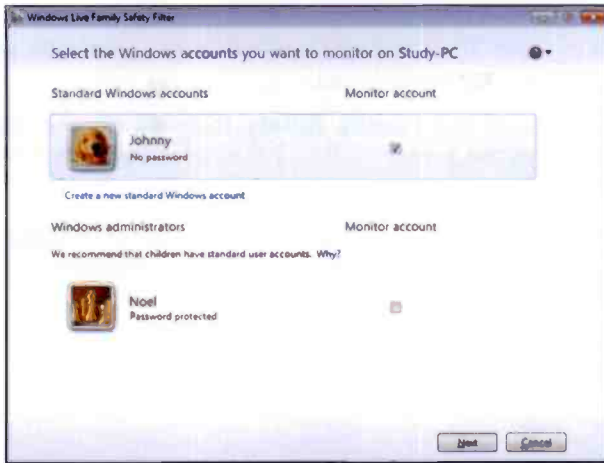 Windows Live Family Safety Filter
Select the Windows accounts you want to monitor on Study-PC
Standard Windows accounts Monitor account
Johnny
No password
Create a new standard Windows account
Windows administrators Monitor account
We recommend that children have standard user accounts. Why?
Noel
Password protected
Next Cancel